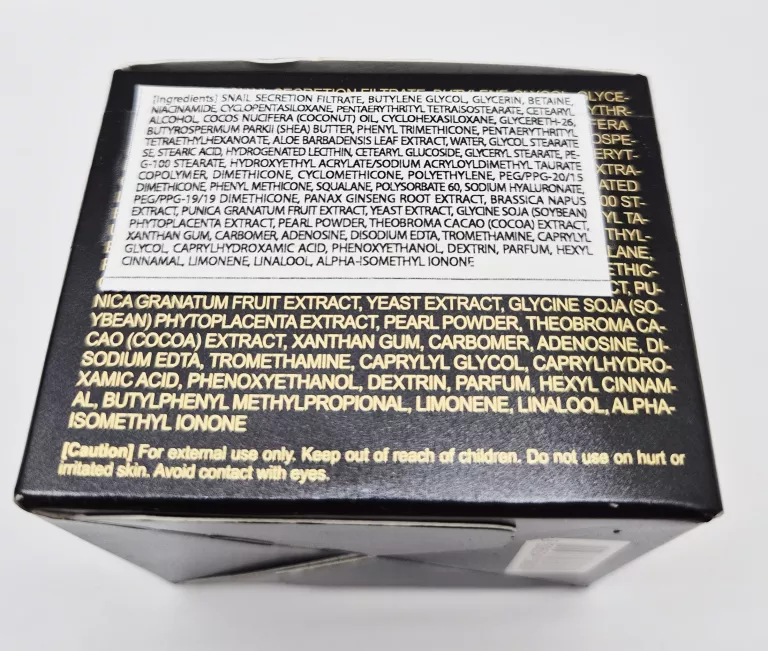 [Ingredients] SNAIL SECRETION FILTRATE, BUTYLENE GLYCOL, GLYCERIN, BETAINE,
NIACINAMIDE, CYCLOPENTASILOXANE, PENTAERYTHRITYL TETRAISOSTEARATE, CETEARYL
ALCOHOL, COCOS NUCIFERA (COCONUT) OIL, CYCLOHEXASILOXANE, GLYCERETH-26,
BUTYROSPERMUM PARKII (SHEA) BUTTER, PHENYL TRIMETHICONE, PENTAERYTHRITYL
TETRAETHYLHEXANOATE, ALOE BARBADENSIS LEAF EXTRACT, WATER, GLYCOL STEARATE
SE, STEARIC ACID, HYDROGENATED LECITHIN, CETEARYL GLUCOSIDE, GLYCERYL STEARATE, PE-
G-100 STEARATE, HYDROXYETHYL ACRYLATE/SODIUM ACRYLOYLDIMETHYL TAURATE
COPOLYMER, DIMETHICONE, CYCLOMETHICONE, POLYETHYLENE, PEG/PPG-20/15
DIMETHICONE, PHENYL METHICONE, SQUALANE, POLYSORBATE 60, SODIUM HYALURONATE,
PEG/PPG-19/19 DIMETHICONE, PANAX GINSENG ROOT EXTRACT, BRASSICA NAPUS
EXTRACT, PUNICA GRANATUM FRUIT EXTRACT, YEAST EXTRACT, GLYCINE SOJA (SOYBEAN)
PHYTOPLACENTA EXTRACT, PEARL POWDER, THEOBROMA CACAO (COCOA) EXTRACT,
XANTHAN GUM, CARBOMER, ADENOSINE, DISODIUM EDTA, TROMETHAMINE, CAPRYLYL
GLYCOL, CAPRYLHYDROXAMIC ACID, PHENOXYETHANOL, DEXTRIN, PARFUM, HEXYL
CINNAMAL, LIMONENE, LINALOOL, ALPHA-ISOMETHYL IONONE
CT, PU-
NICA GRANATUM FRUIT EXTRACT, YEAST EXTRACT, GLYCINE SOJA (SO-
YBEAN) PHYTOPLACENTA EXTRACT, PEARL POWDER, THEOBROMA CA-
CAO (COCOA) EXTRACT, XANTHAN GUM, CARBOMER, ADENOSINE, DI-
SODIUM EDTA, TROMETHAMINE, CAPRYLYL GLYCOL, CAPRYLHYDRO-
XAMIC ACID, PHENOXYETHANOL, DEXTRIN, PARFUM, HEXYL CINNAM-
AL, BUTYLPHENYL METHYLPROPIONAL, LIMONENE, LINALOOL, ALPHA-
ISOMETHYL IONONE
[Caution] For external use only. Keep out of reach of children. Do not use on hurt or
irritated skin. Avoid contact with eyes.